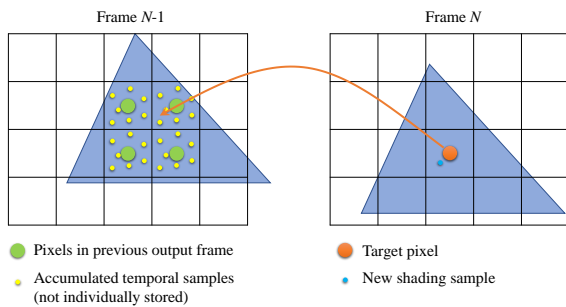 Frame N-1
Frame N
Pixels in previous output frame
Accumulated temporal samples
(not individually stored)
Target pixel
New shading sample